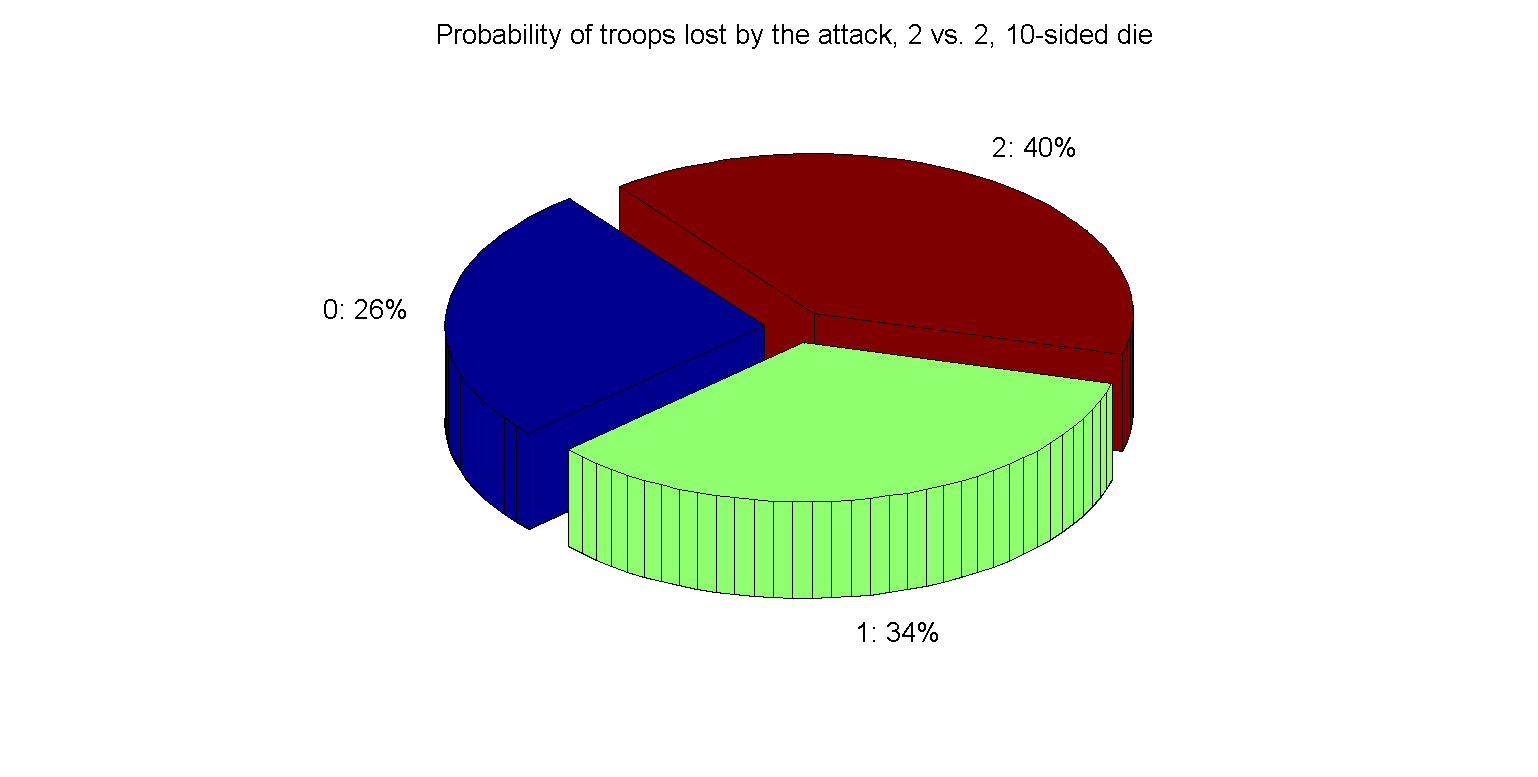 Probability of troops lost by the attack, 2 vs. 2, 10-sided die
2: 40%
0: 26%
1: 34%